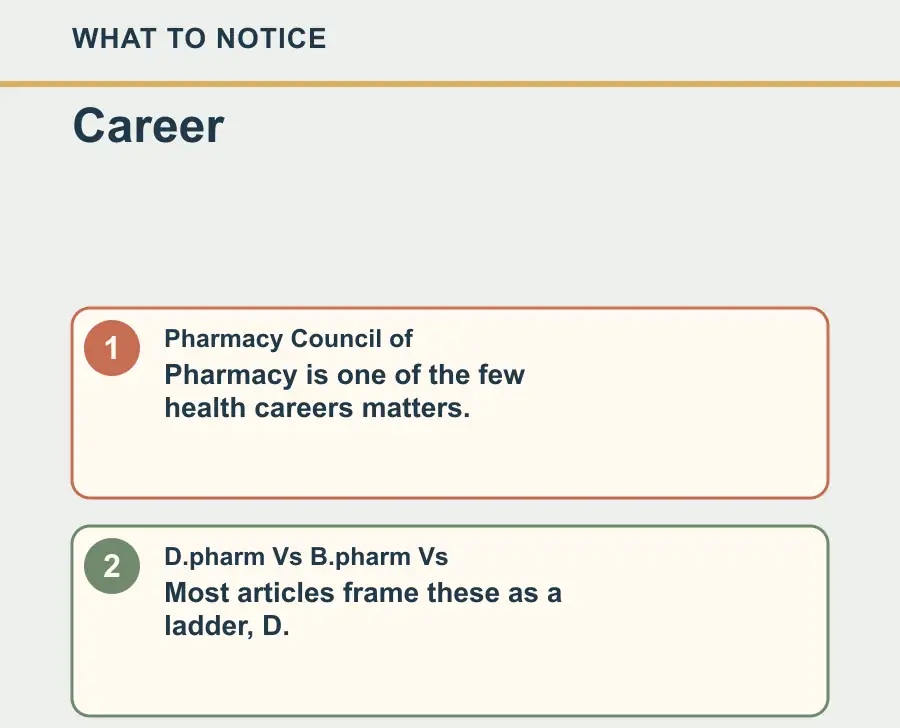 WHAT TO NOTICE
Career
1
Pharmacy Council of
Pharmacy is one of the few
health careers matters.
2
D.pharm Vs B.pharm Vs
Most articles frame these as a
ladder, D.